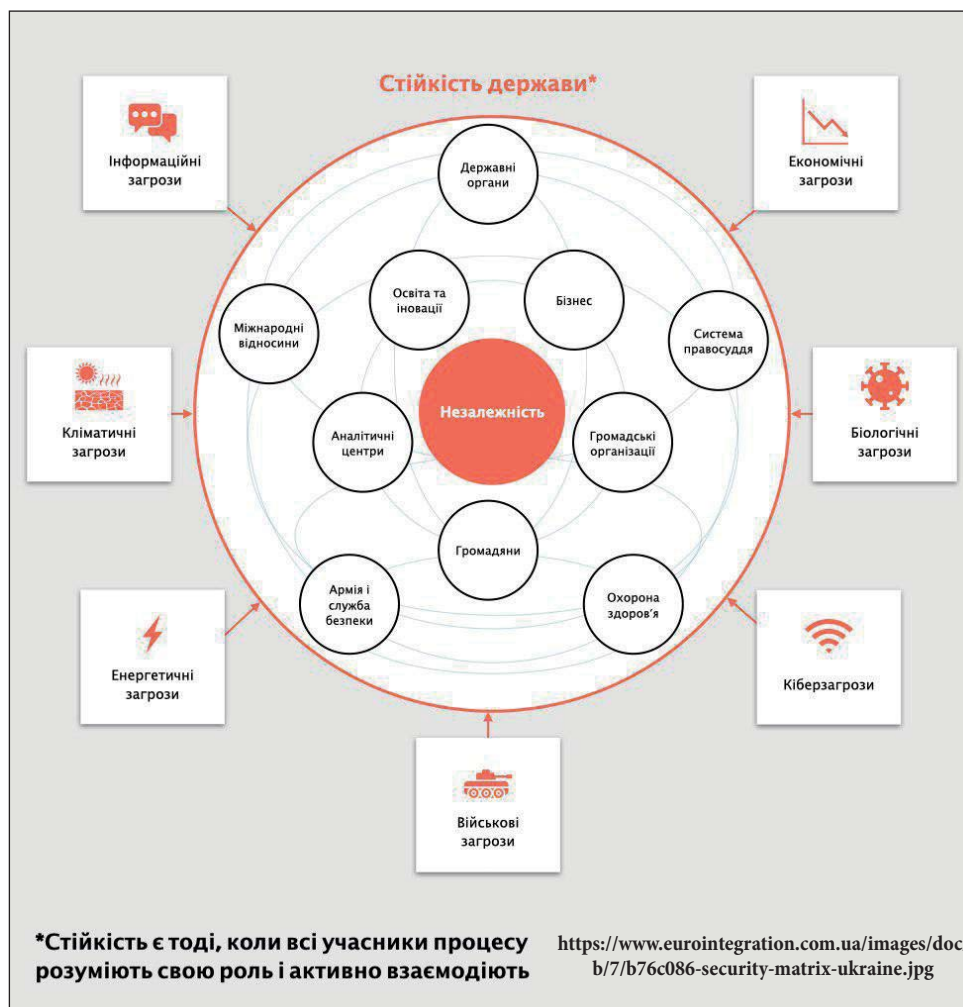 Стійкість держави*
Інформаційні
загрози
Економічні
загрози
Державні
органи
Освіта та
іновації
Бізнес
Міжнародні
відносини
Система
правосуддя
Незалежність
Кліматичні
загрози
Біологічні
загрози
Аналітичні
центри
Громадські
організації
Громадяни
Армія і
служба
безпеки
Охорона
здоров'я
Енергетичні
загрози
Кіберзагрози
Військові
загрози
*Стійкість є тоді, коли всі учасники процесу
розуміють свою роль і активно взаємодіють
https://www.eurointegration.com.ua/images/doc
b/7/b76c086-security-matrix-ukraine.jpg